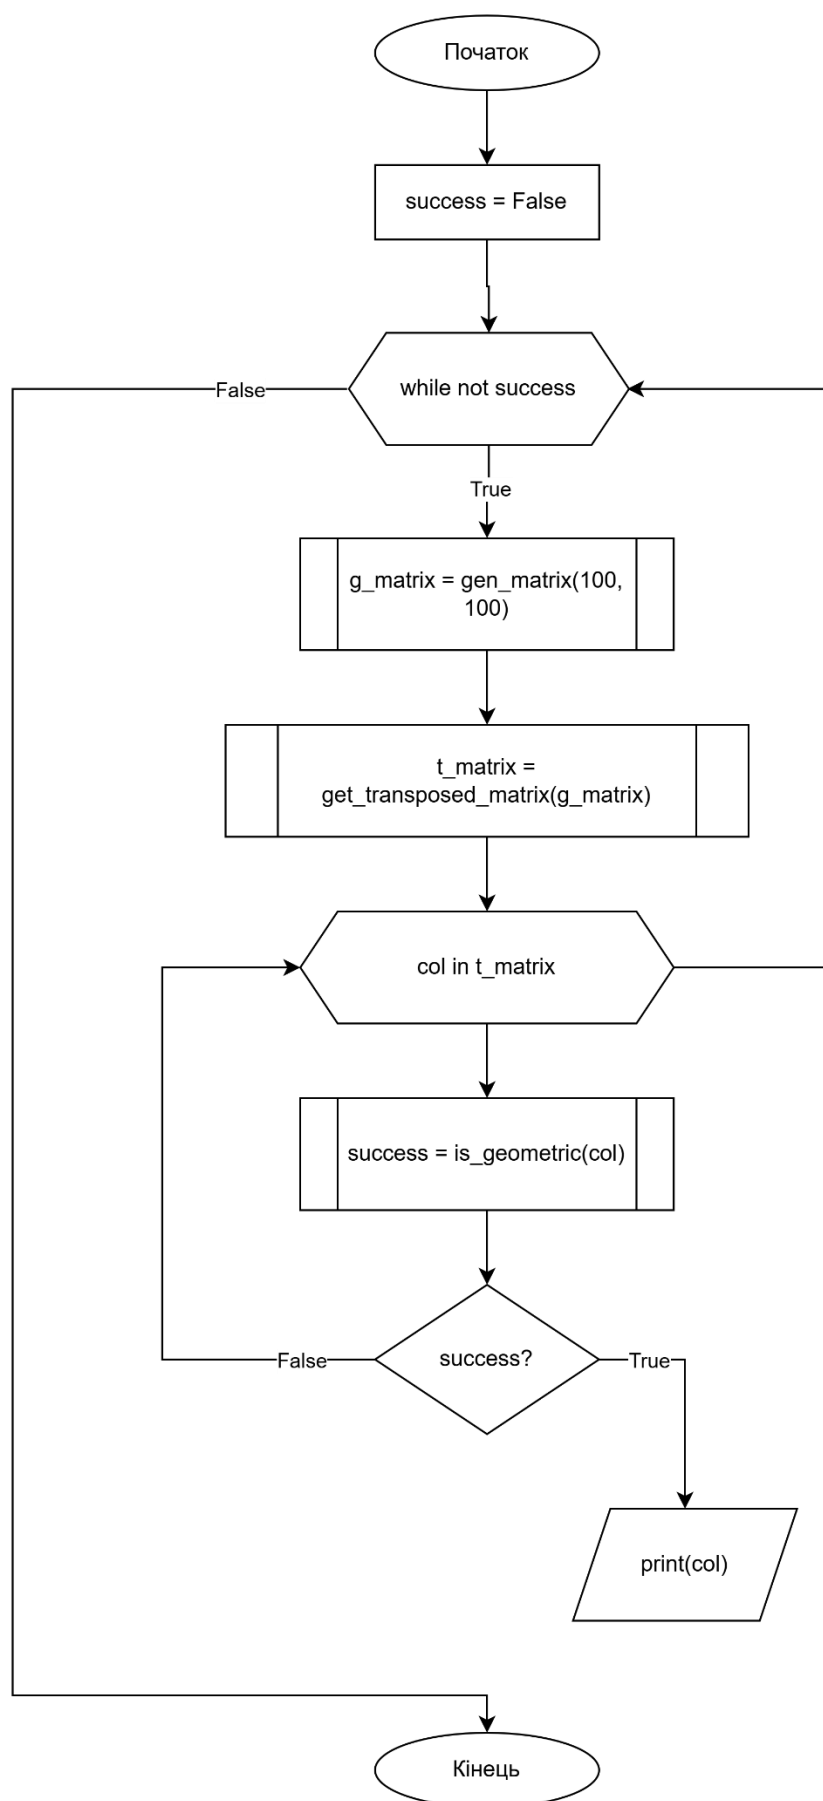 Початок
success = False
while not success
False
True
g_matrix = gen_matrix(100,
100)
t_matrix =
get_transposed_matrix(g_matrix)
col in t_matrix
success = is_geometric(col)
success?
False
True
print(col)
Кінець